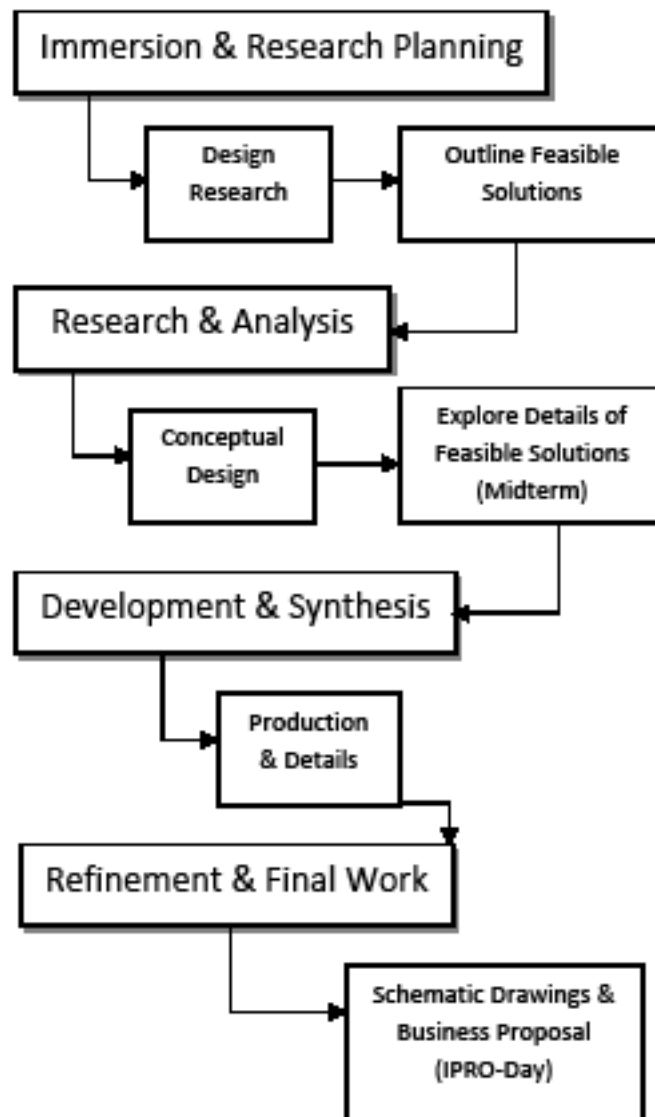 Immersion & Research Planning
Design
Research
Outline Feasible
Solutions
Research & Analysis
Conceptual
Design
Explore Details of
Feasible Solutions
(Midterm)
Development & Synthesis
Production
& Details
Refinement & Final Work
Schematic Drawings &
Business Proposal
(IPRO-Day)